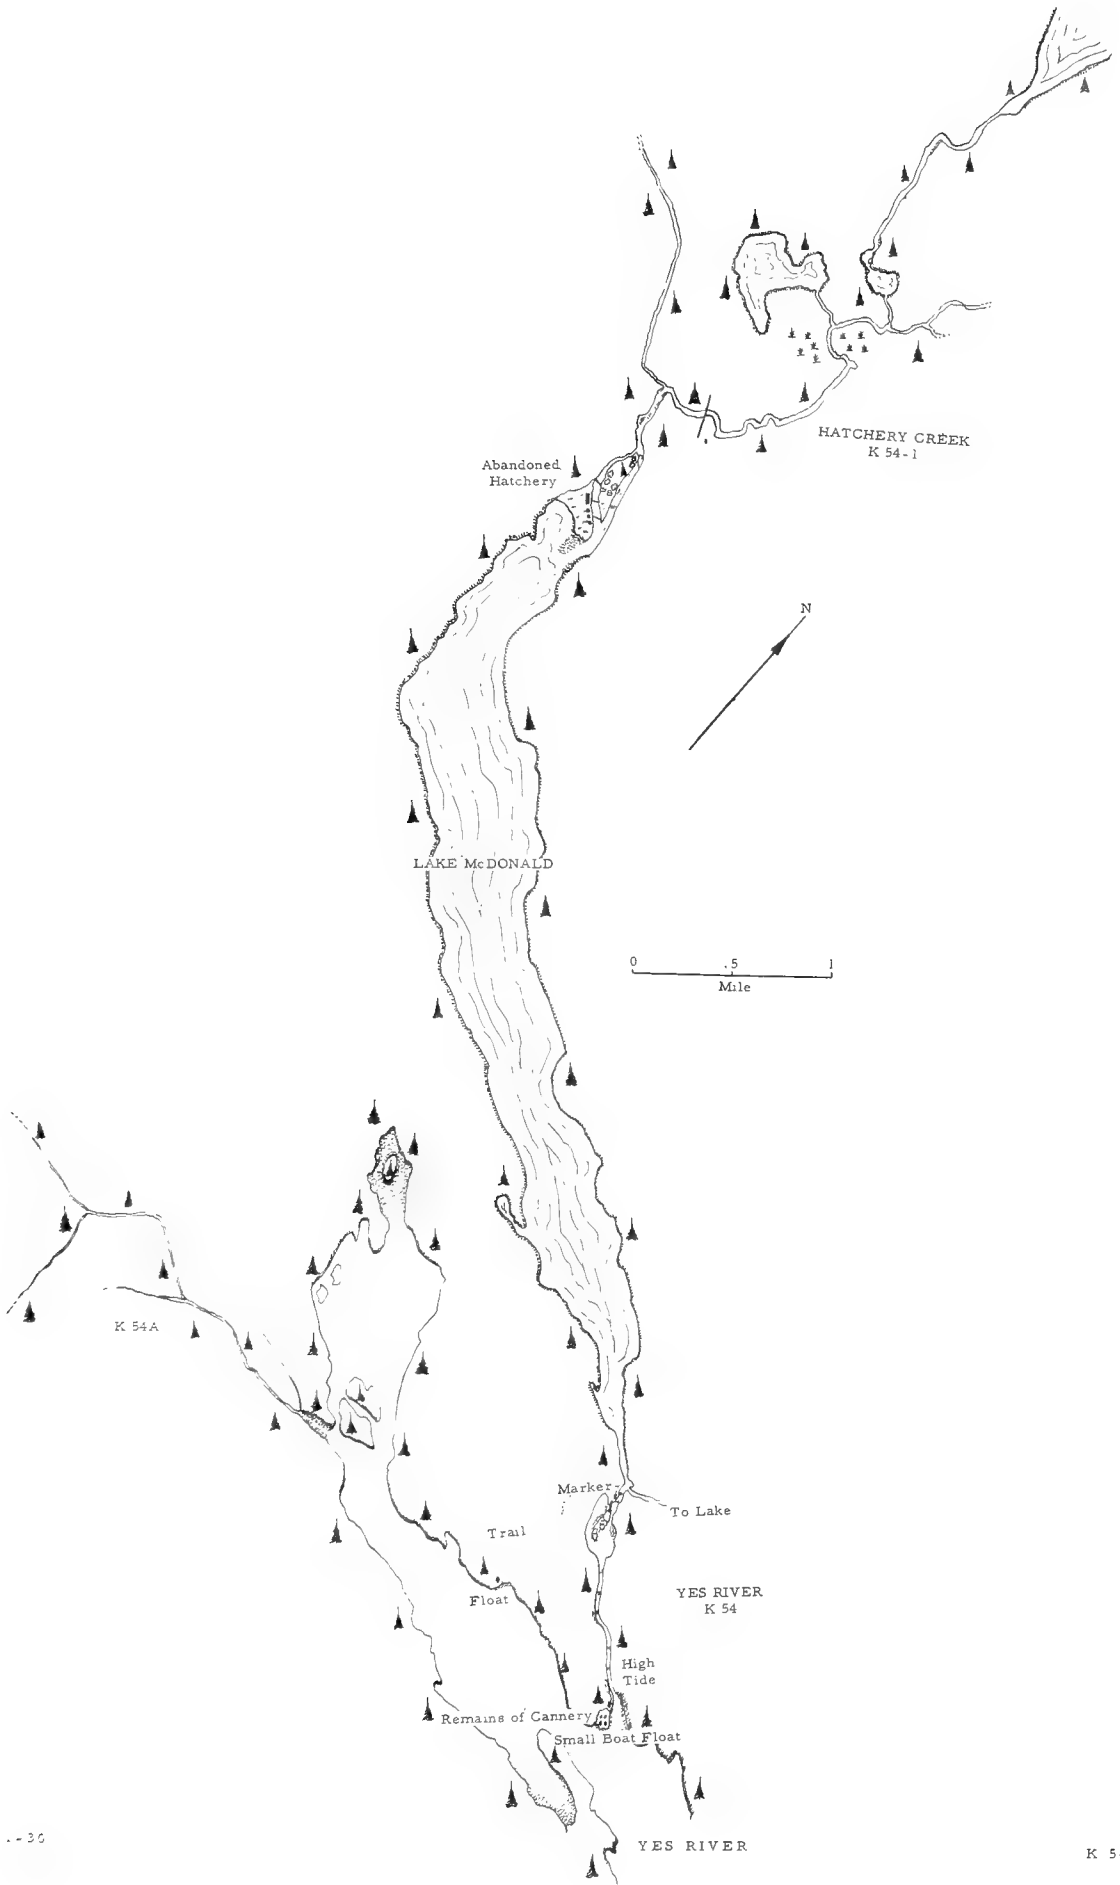 HATCHERY CREEK
K 54-1
Abandoned
Hatchery
N
LAKE McDONALD
0 .5 1
Mile
K 54A
Marker
To Lake
Trail
Float
YES RIVER
K 54
High
Tide
Remains of Cannery
Small Boat Float
YES RIVER
K 5